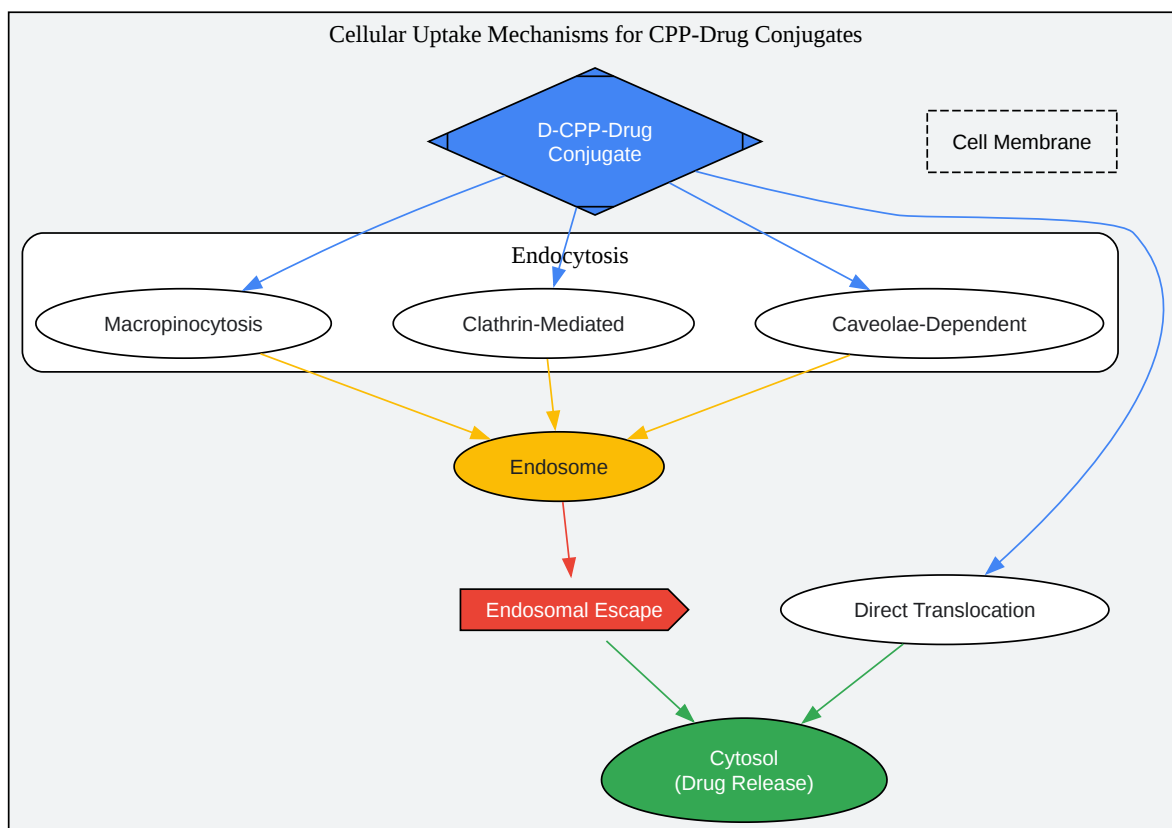 Cellular Uptake Mechanisms for CPP-Drug Conjugates
D-CPP-Drug
Conjugate
Cell Membrane
Endocytosis
Macropinocytosis
Clathrin-Mediated
Caveolae-Dependent
Endosome
Endosomal Escape
Direct Translocation
Cytosol
(Drug Release)